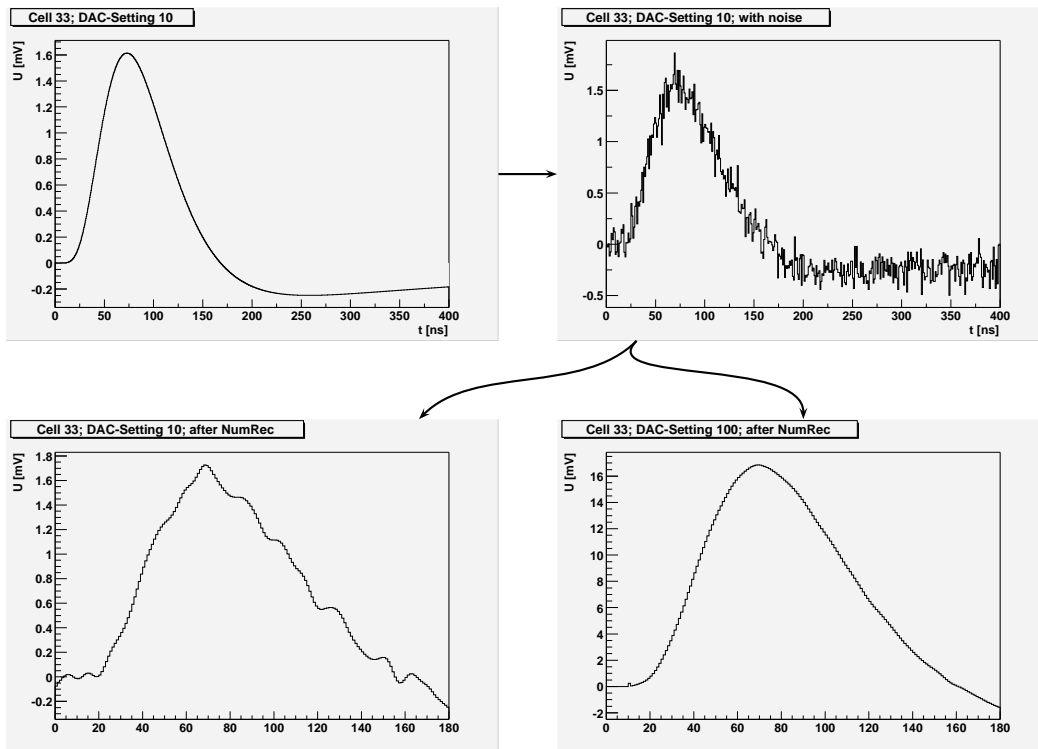 Cell 33; DAC-Setting 10
U [mV]
1.6
1.4
1.2
1
0.8
0.6
0.4
0.2
0
-0.2
0 50 100 150 200 250 300 350 400
t [ns]
Cell 33; DAC-Setting 10; with noise
U [mV]
1.5
1
0.5
0
-0.5
0 50 100 150 200 250 300 350 400
t [ns]
Cell 33; DAC-Setting 10; after NumRec
U [mV]
1.8
1.6
1.4
1.2
1
0.8
0.6
0.4
0.2
0
-0.2
0 20 40 60 80 100 120 140 160 180
Cell 33; DAC-Setting 100; after NumRec
U [mV]
16
14
12
10
8
6
4
2
0
-2
0 20 40 60 80 100 120 140 160 180